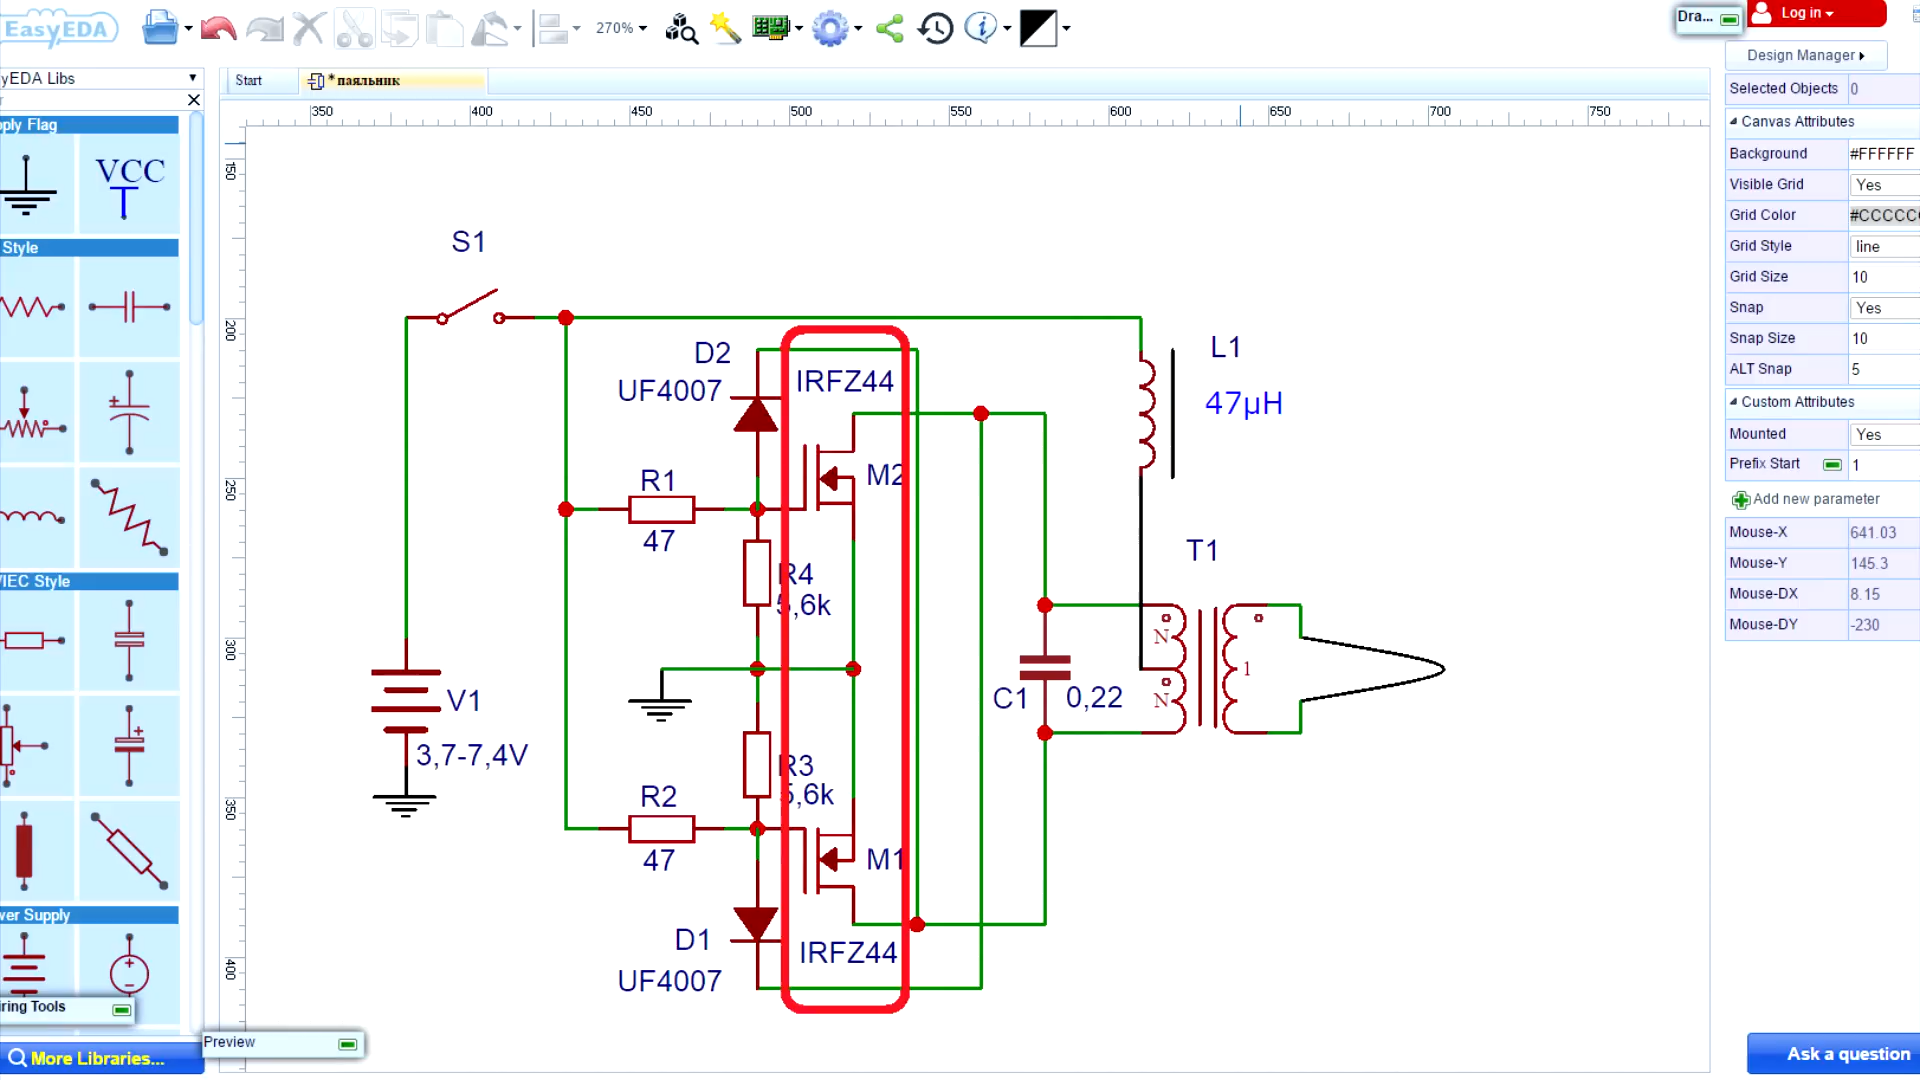 EasyEDA
270%
Dra...
Log in
Design Manager
yEDA Libs
Start
*паяльник
Selected Objects 0
350 400 450 500 550 600 650 700 750
Canvas Attributes
ply Flag
VCC
Background #FFFFFF
Visible Grid Yes
Grid Color #CCCCC
Style
Grid Style line
Grid Size 10
Snap Yes
Snap Size 10
ALT Snap 5
Custom Attributes
Mounted Yes
Prefix Start 1
Add new parameter
Mouse-X 641.03
Mouse-Y 145.3
Mouse-DX 8.15
Mouse-DY -230
/IEC Style
wer Supply
iring Tools
More Libraries...
Preview
Ask a question
150
200
250
300
350
400
S1
D2
UF4007
IRFZ44
M2
L1
47µH
R1
47
R4
5,6k
T1
N
N
1
V1
3,7-7,4V
C1 0,22
R3
5,6k
R2
47
M1
D1
UF4007
IRFZ44